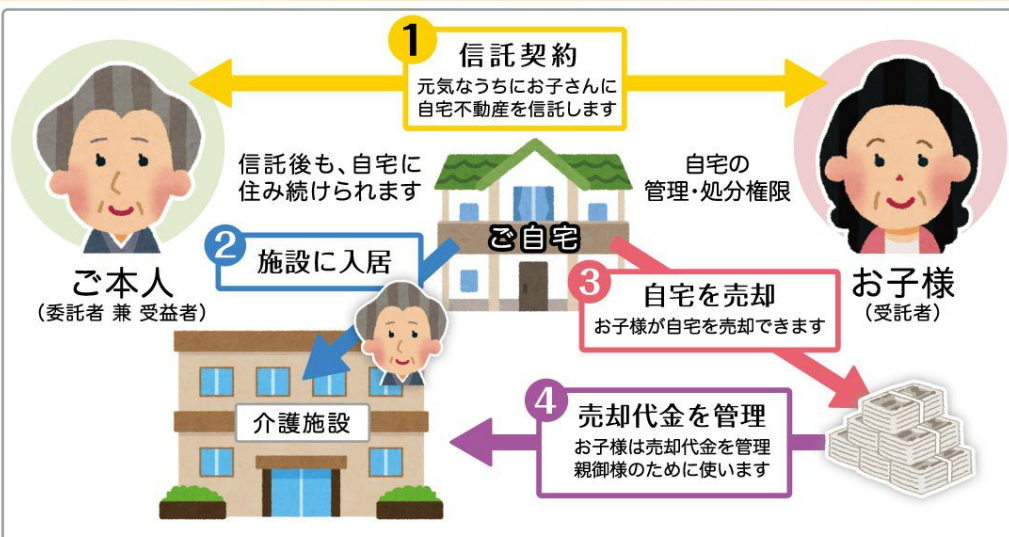 1
信託契約
元気なうちにお子さんに
自宅不動産を信託します
信託後も、自宅に
住み続けられます
自宅の
管理・処分権限
ご自宅
ご本人
（委託者 兼 受益者）
お子様
（受託者）
2
施設に入居
3
自宅を売却
お子様が自宅を売却できます
介護施設
4
売却代金を管理
お子様は売却代金を管理
親御様のために使います